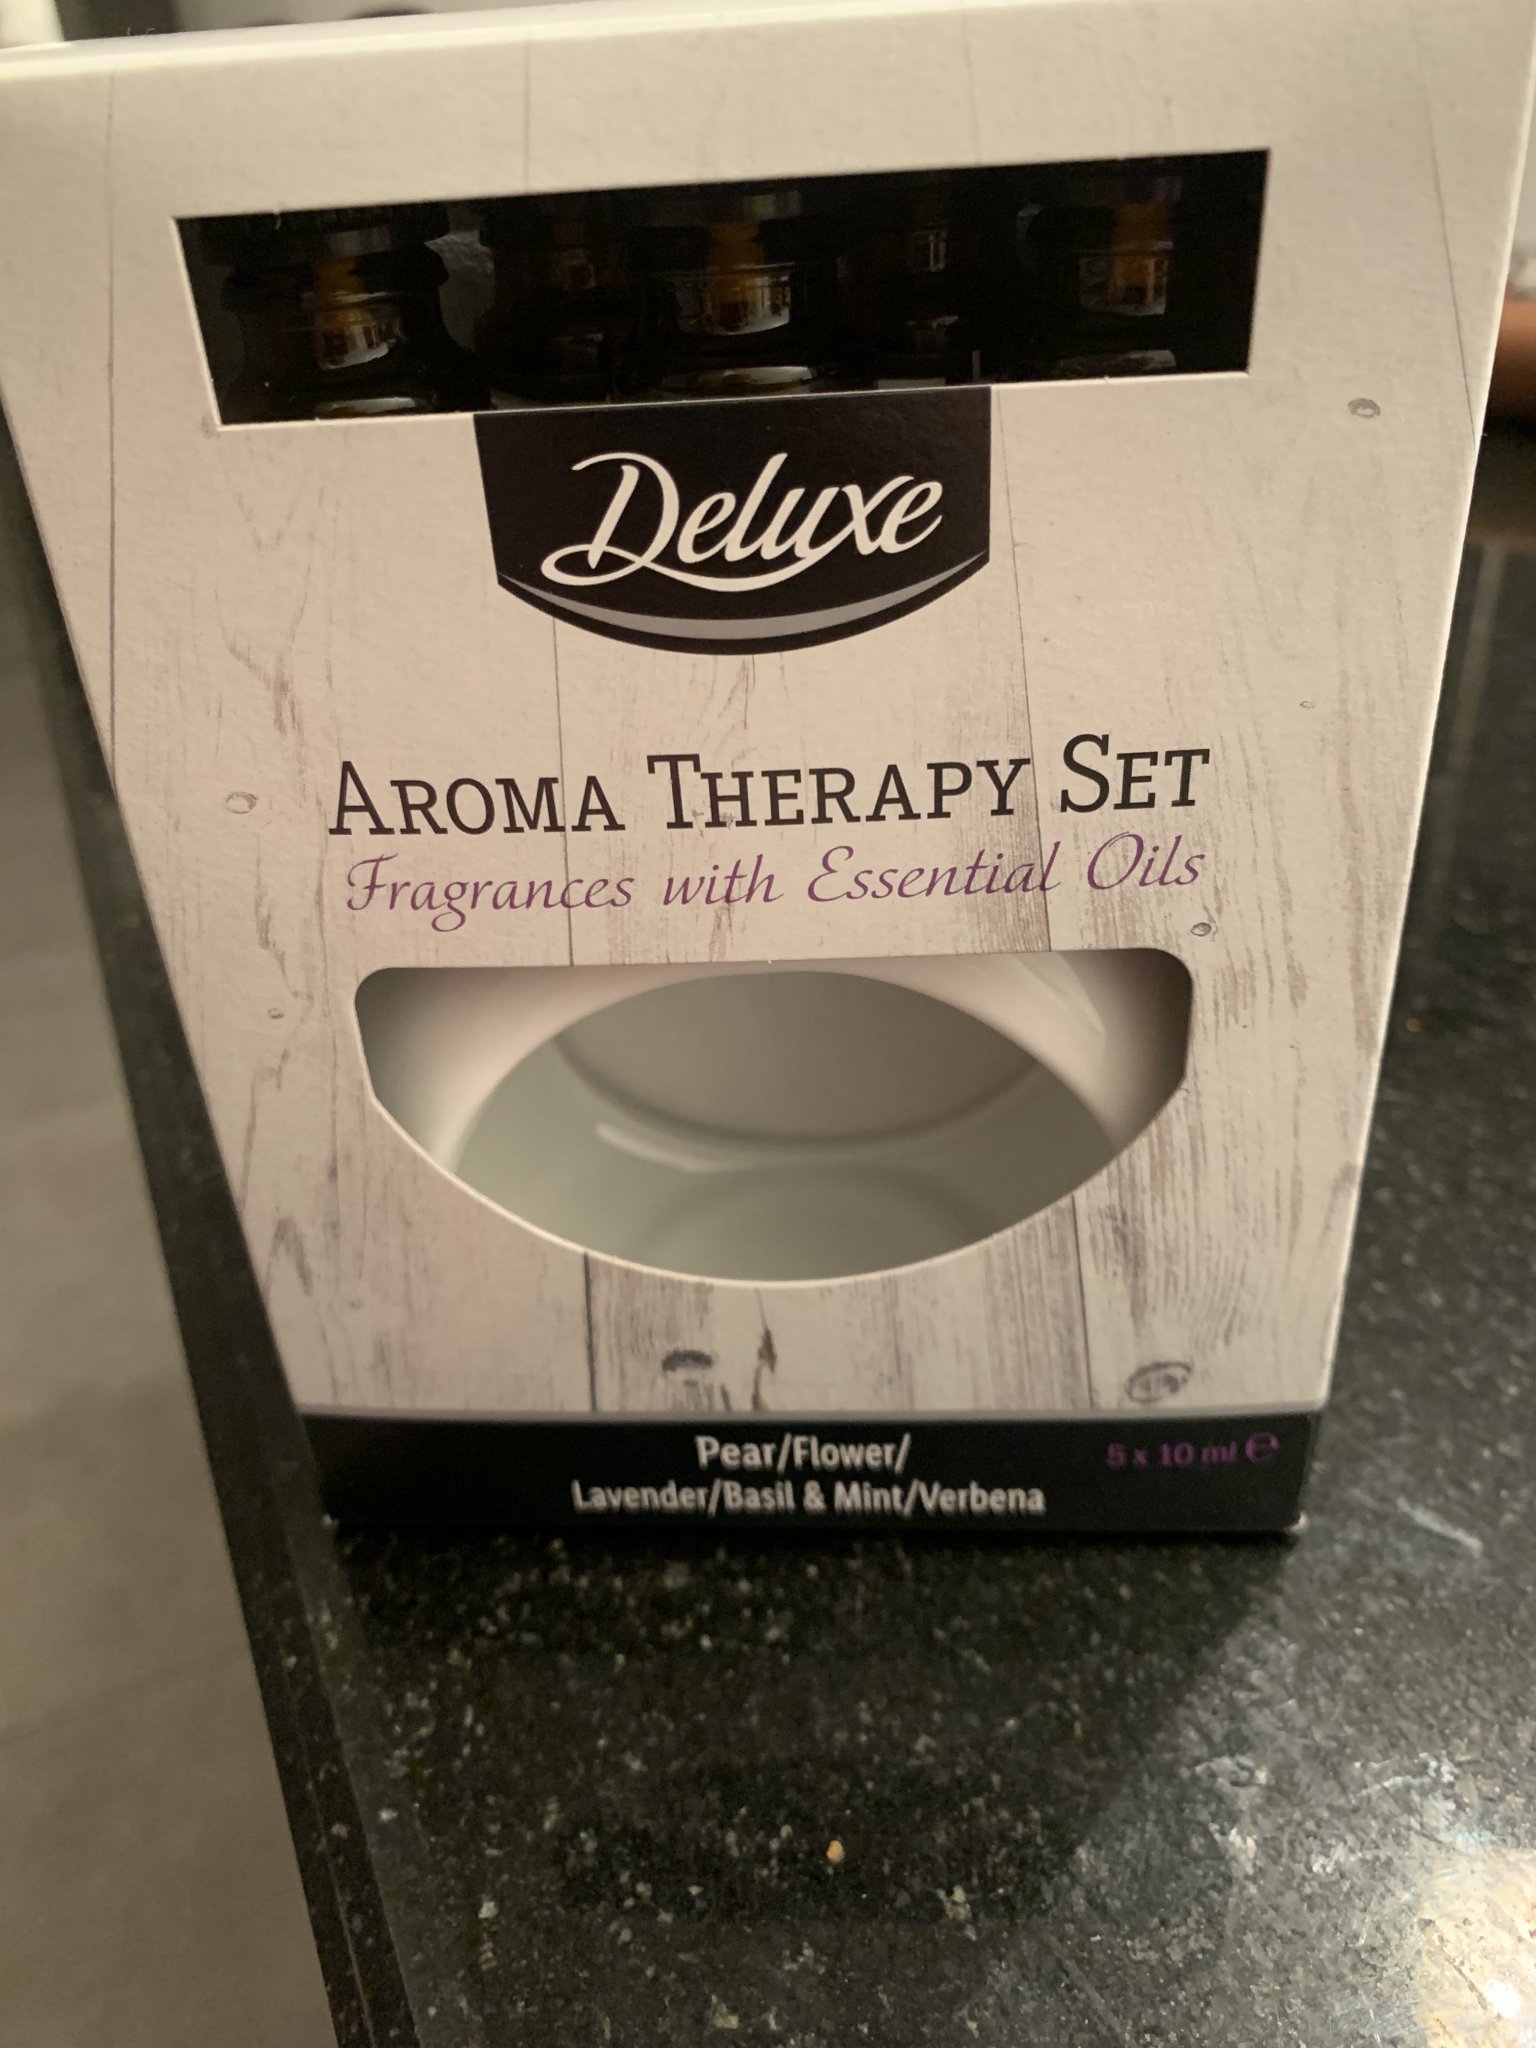 Deluxe
AROMA THERAPY SET
Fragrances with Essential Oils
Pear/Flower/
Lavender/Basil & Mint/Verbena
5 x 10 ml ℮